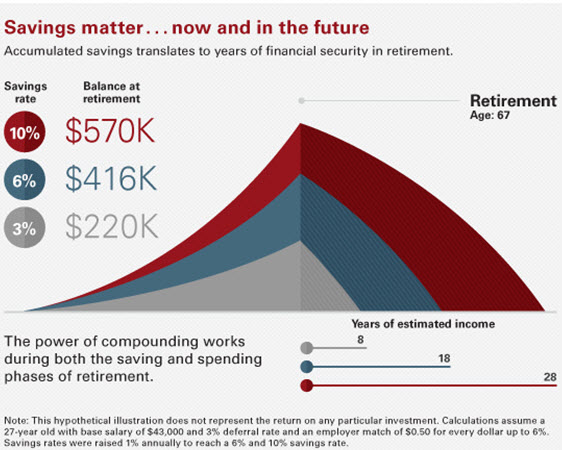 Savings matter...now and in the future
Accumulated savings translates to years of financial security in retirement.
Savings rate
Balance at retirement
10% $570K
6% $416K
3% $220K
Retirement
Age: 67
The power of compounding works
during both the saving and spending
phases of retirement.
Years of estimated income
8
18
28
Note: This hypothetical illustration does not represent the return on any particular investment. Calculations assume a
27-year old with base salary of $43,000 and 3% deferral rate and an employer match of $0.50 for every dollar up to 6%.
Savings rates were raised 1% annually to reach a 6% and 10% savings rate.